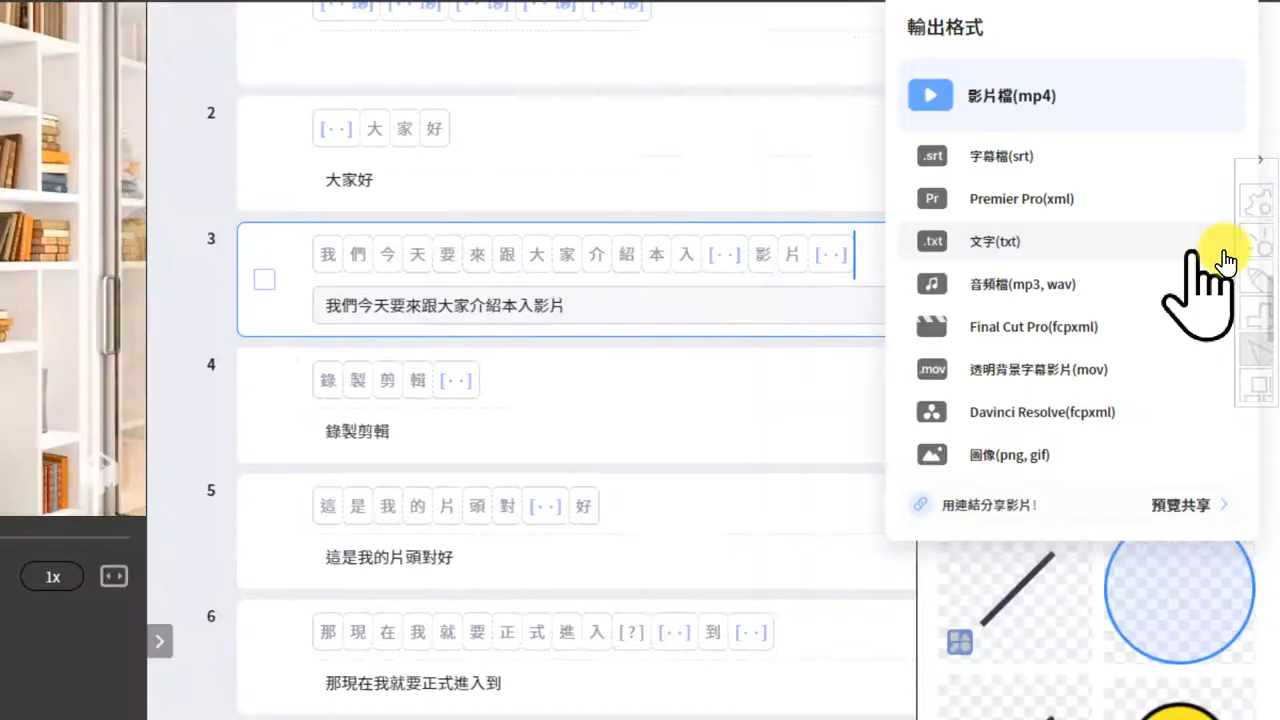 輸出格式
影片檔(mp4)
.srt 字幕檔(srt)
Pr Premier Pro(xml)
.txt 文字(txt)
音頻檔(mp3, wav)
Final Cut Pro(fcpxml)
.mov 透明背景字幕影片(mov)
Davinci Resolve(fcpxml)
圖像(png, gif)
用連結分享影片!
預覽共享
2
[··] 大 家 好
大家好
3
我 們 今 天 要 來 跟 大 家 介 紹 本 入 [··] 影 片 [··]
我們今天要來跟大家介紹本入影片
4
錄 製 剪 輯 [··]
錄製剪輯
5
這 是 我 的 片 頭 對 [··] 好
這是我的片頭對好
6
那 現 在 我 就 要 正 式 進 入 [?] [··] 到 [··]
那現在我就要正式進入到
1x